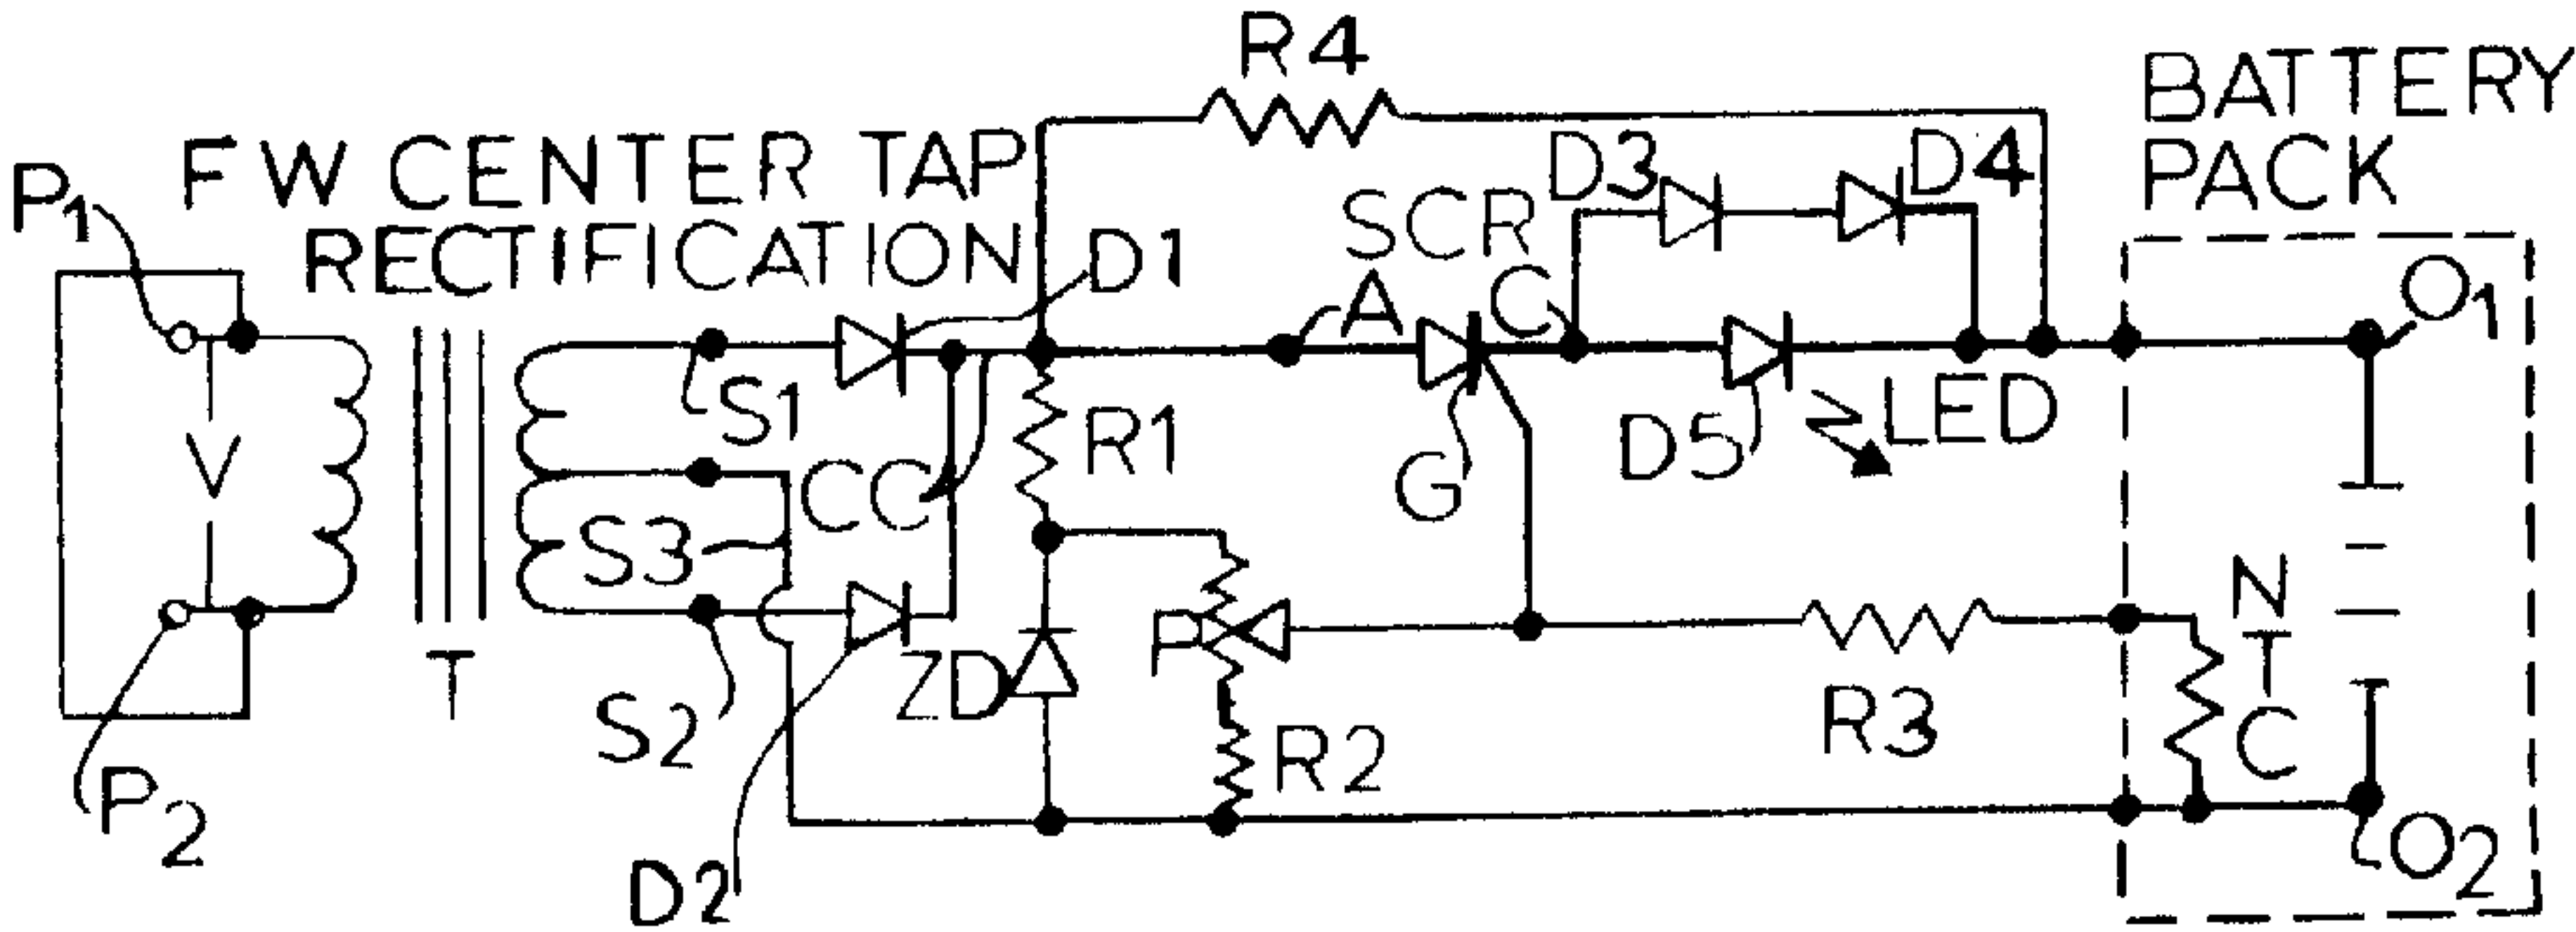 R4
BATTERY
PACK
FW CENTER TAP
RECTIFICATION
P1
D3
D4
SCR
D1
A
C
O1
S1
CC
R1
G
D5
LED
V
S3
P
NTC
T
S2
ZD
R2
R3
P2
D2
O2